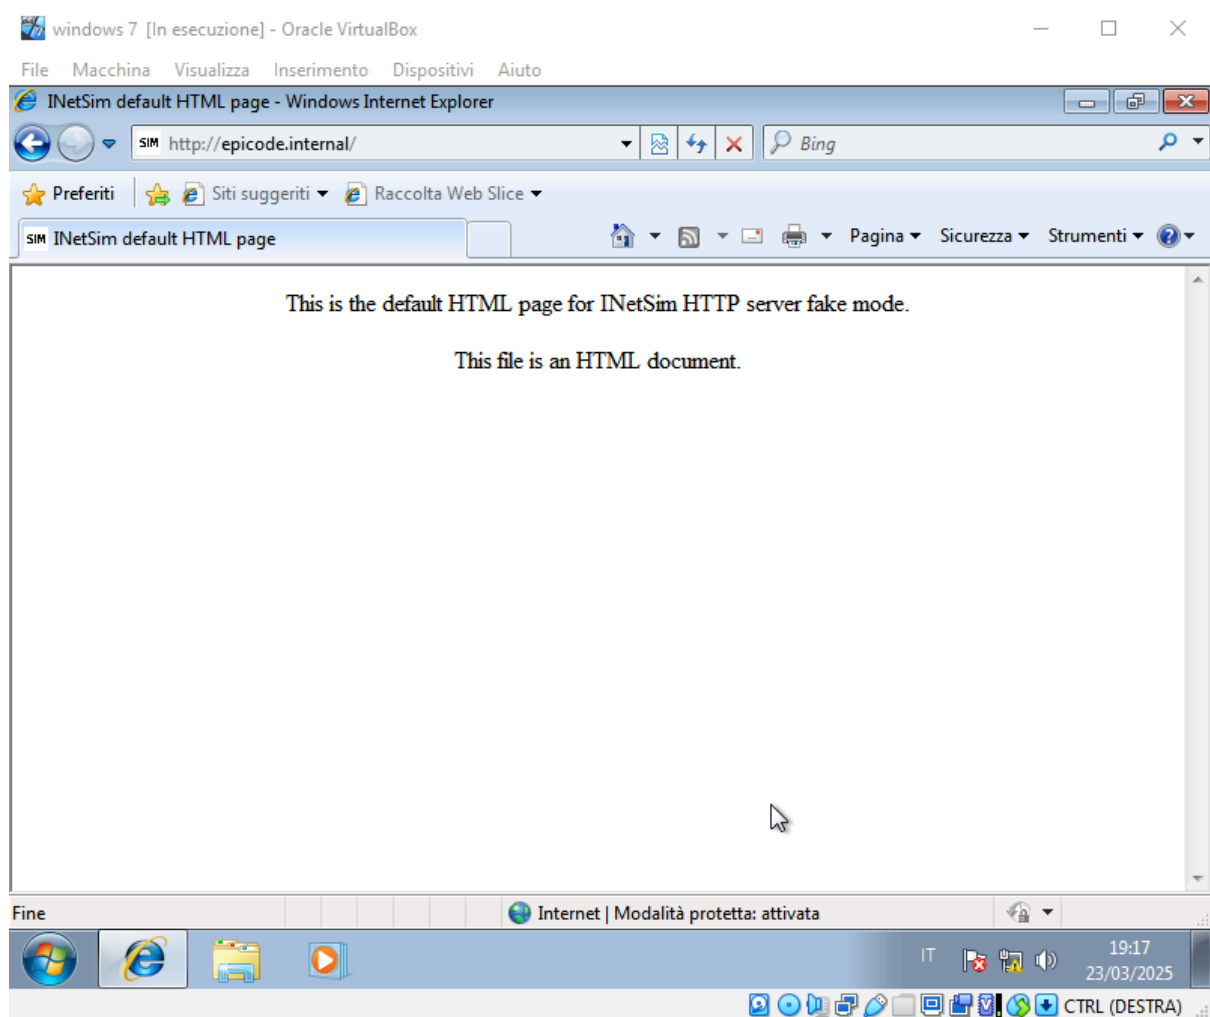 windows 7 [In esecuzione] - Oracle VirtualBox
File Macchina Visualizza Inserimento Dispositivi Aiuto
INetSim default HTML page - Windows Internet Explorer
SIM http://epicode.internal/ Bing
Preferiti Siti suggeriti Raccolta Web Slice
SIM INetSim default HTML page Pagina Sicurezza Strumenti
This is the default HTML page for INetSim HTTP server fake mode.
This file is an HTML document.
Fine Internet | Modalità protetta: attivata
IT 19:17
23/03/2025
CTRL (DESTRA)